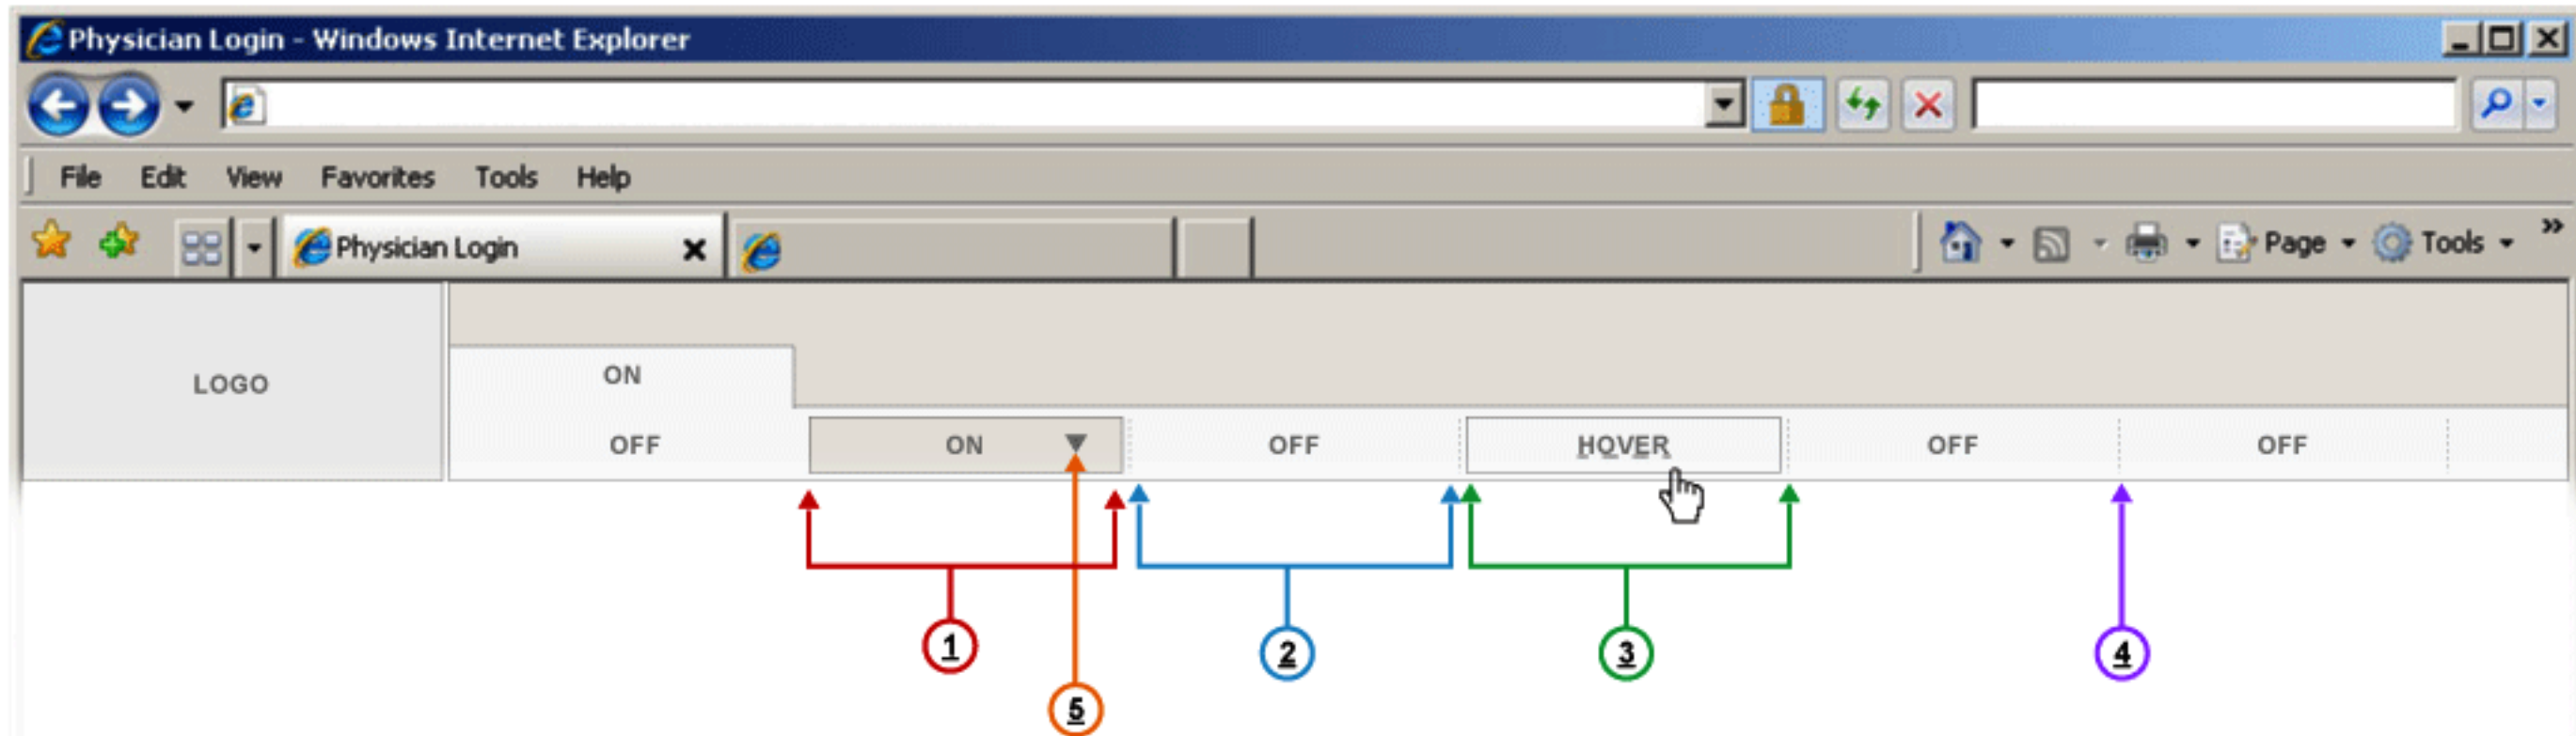 Physician Login - Windows Internet Explorer
File Edit View Favorites Tools Help
Physician Login Page Tools
LOGO
ON
OFF ON OFF HOVER OFF OFF
1 2 3 4
5